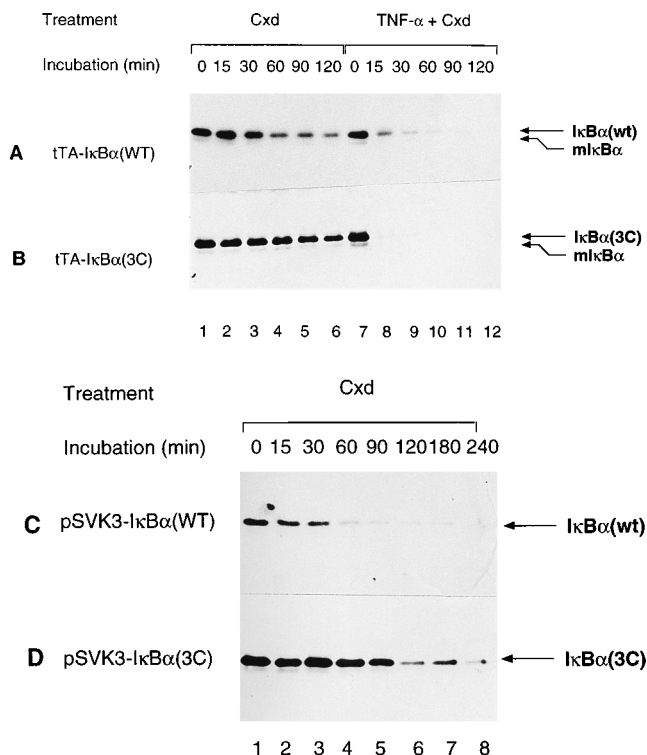 Treatment Cxd TNF-α + Cxd
Incubation (min) 0 15 30 60 90 120 0 15 30 60 90 120
A tTA-IκBα(WT) IκBα(wt)
mIκBα
B tTA-IκBα(3C) IκBα(3C)
mIκBα
1 2 3 4 5 6 7 8 9 10 11 12
Treatment Cxd
Incubation (min) 0 15 30 60 90 120 180 240
C pSVK3-IκBα(WT) IκBα(wt)
D pSVK3-IκBα(3C) IκBα(3C)
1 2 3 4 5 6 7 8